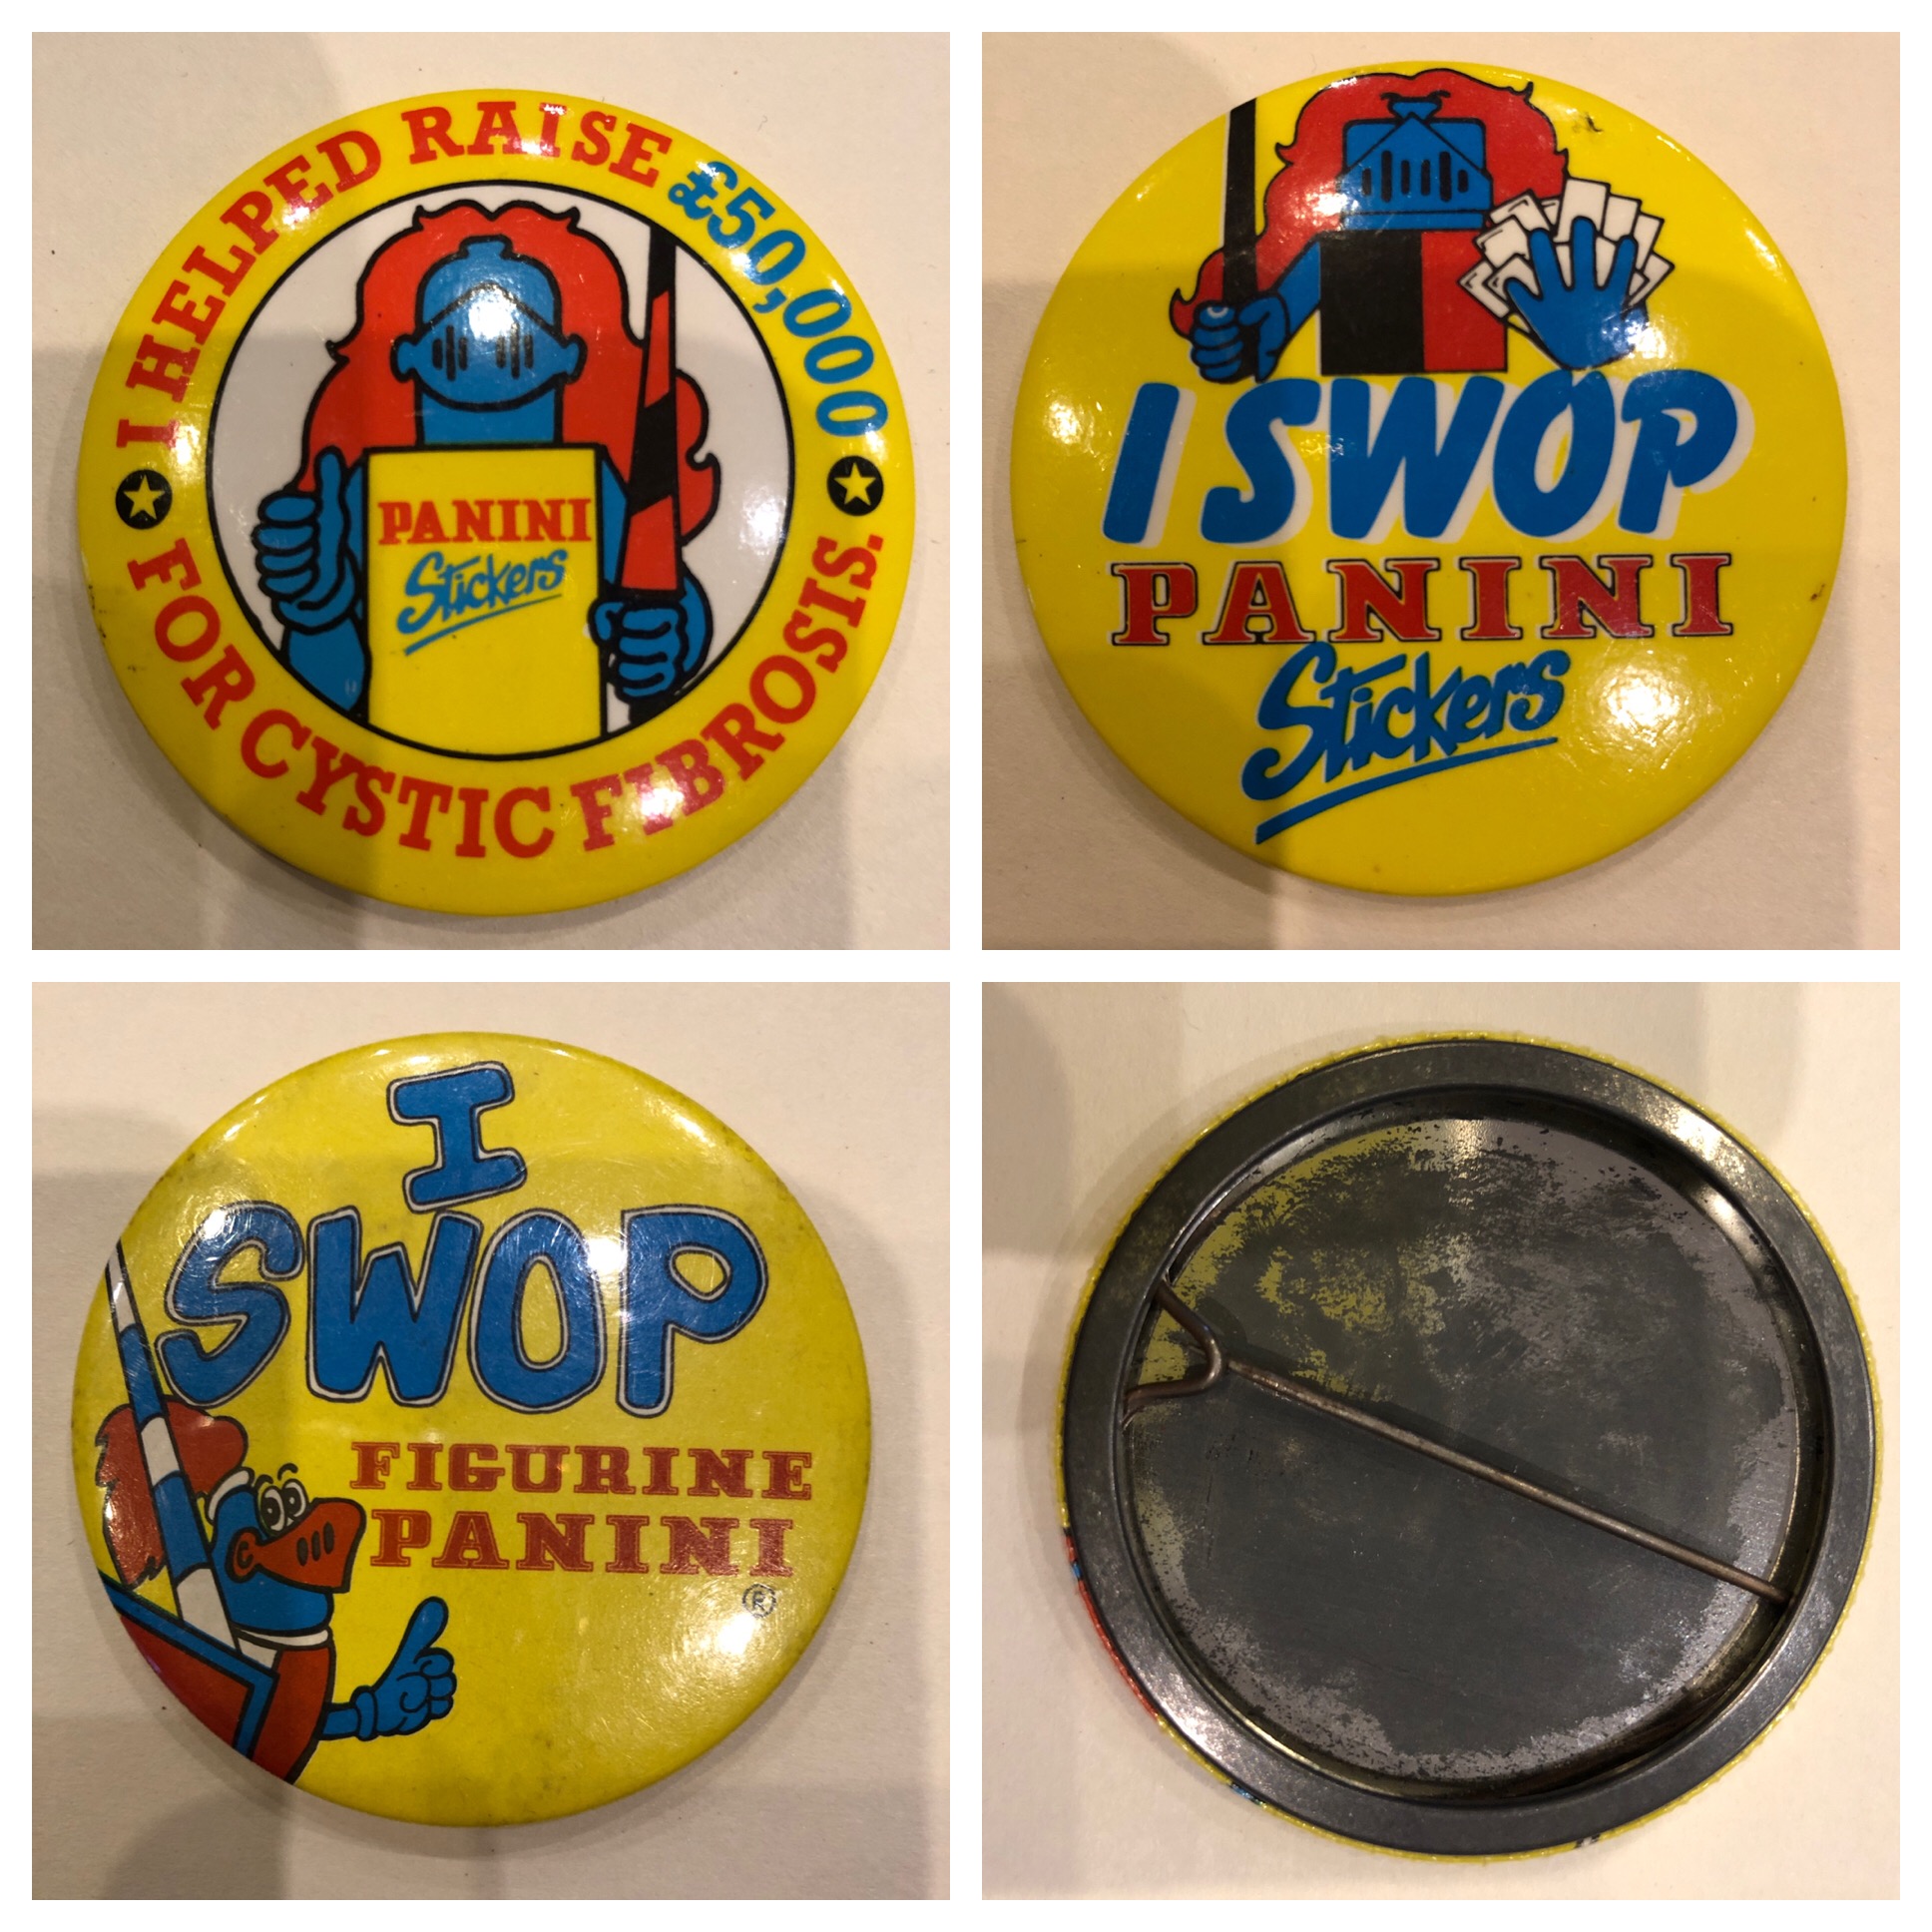 I HELPED RAISE £50,000
FOR CYSTIC FIBROSIS.
PANINI
Stickers
I SWOP
PANINI
Stickers
I
SWOP
FIGURINE
PANINI
®